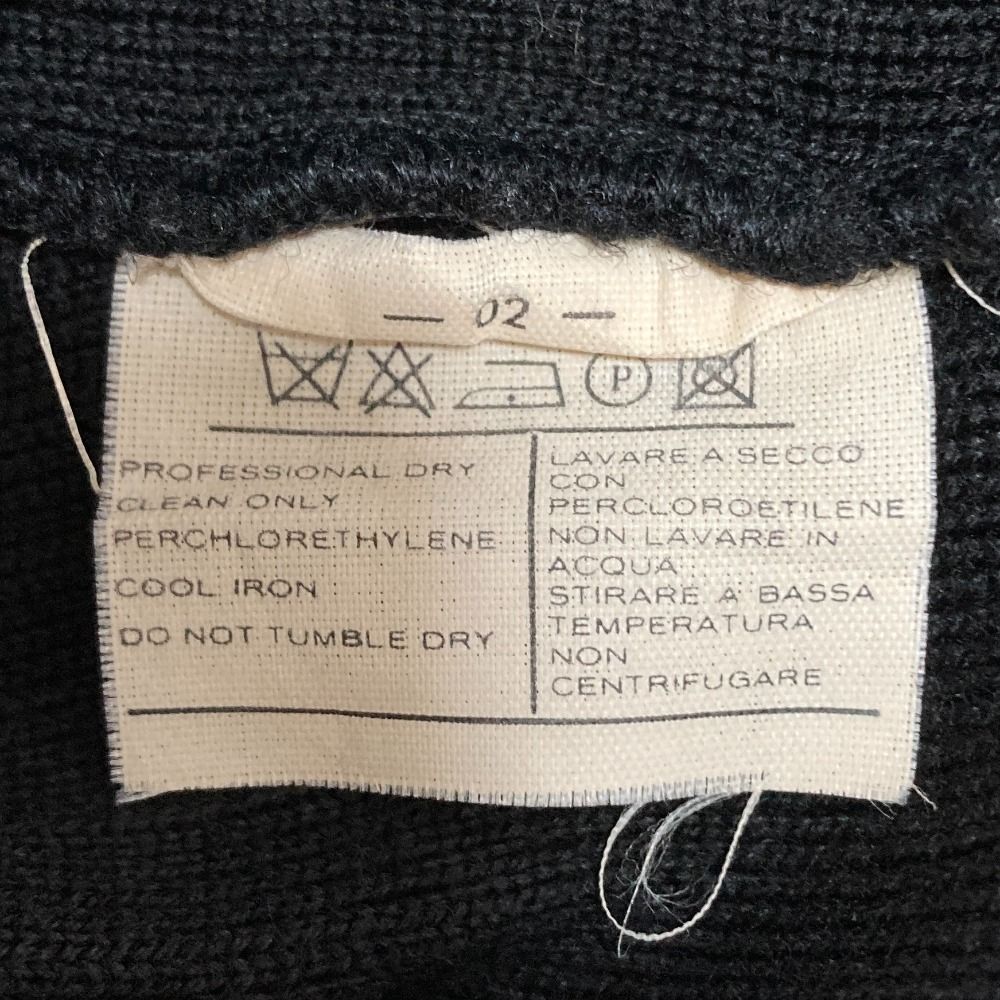 — 02 —
P
PROFESSIONAL DRY
CLEAN ONLY
PERCHLORETHYLENE
COOL IRON
DO NOT TUMBLE DRY
LAVARE A SECCO
CON
PERCLOROETILENE
NON LAVARE IN
ACQUA
STIRARE A BASSA
TEMPERATURA
NON
CENTRIFUGARE